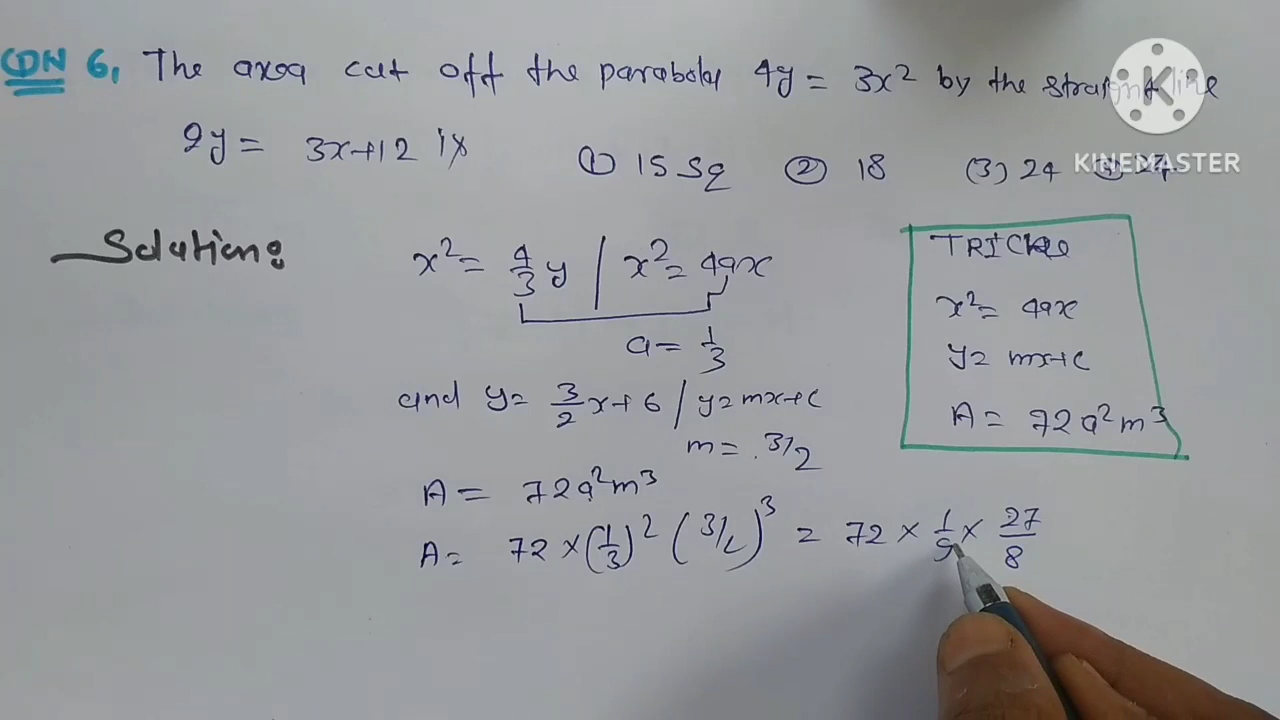 CDN 6, The area cut off the parabola 4y = 3x² by the straight line
2y = 3x+12 is ① 15 Sq ② 18 (3) 24 ④ 27
KINEMASTER
Solution: x² = 4/3 y / x² = 4ax
a = 1/3
and y = 3/2 x + 6 / y = mx+c
m = 3/2
A = 72a²m³
A = 72 × (1/3)² (3/2)³ = 72 × 1/9 × 27/8
TRICK
x² = 4ax
y = mx+c
A = 72a²m³